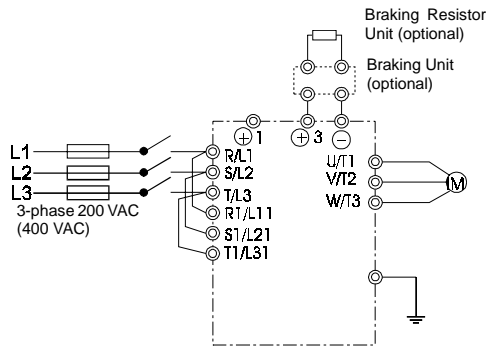 Braking Resistor
Unit (optional)
Braking Unit
(optional)
⊕1
⊕3
⊖
L1
L2
L3
3-phase 200 VAC
(400 VAC)
R/L1
S/L2
T/L3
R1/L11
S1/L21
T1/L31
U/T1
V/T2
W/T3
M